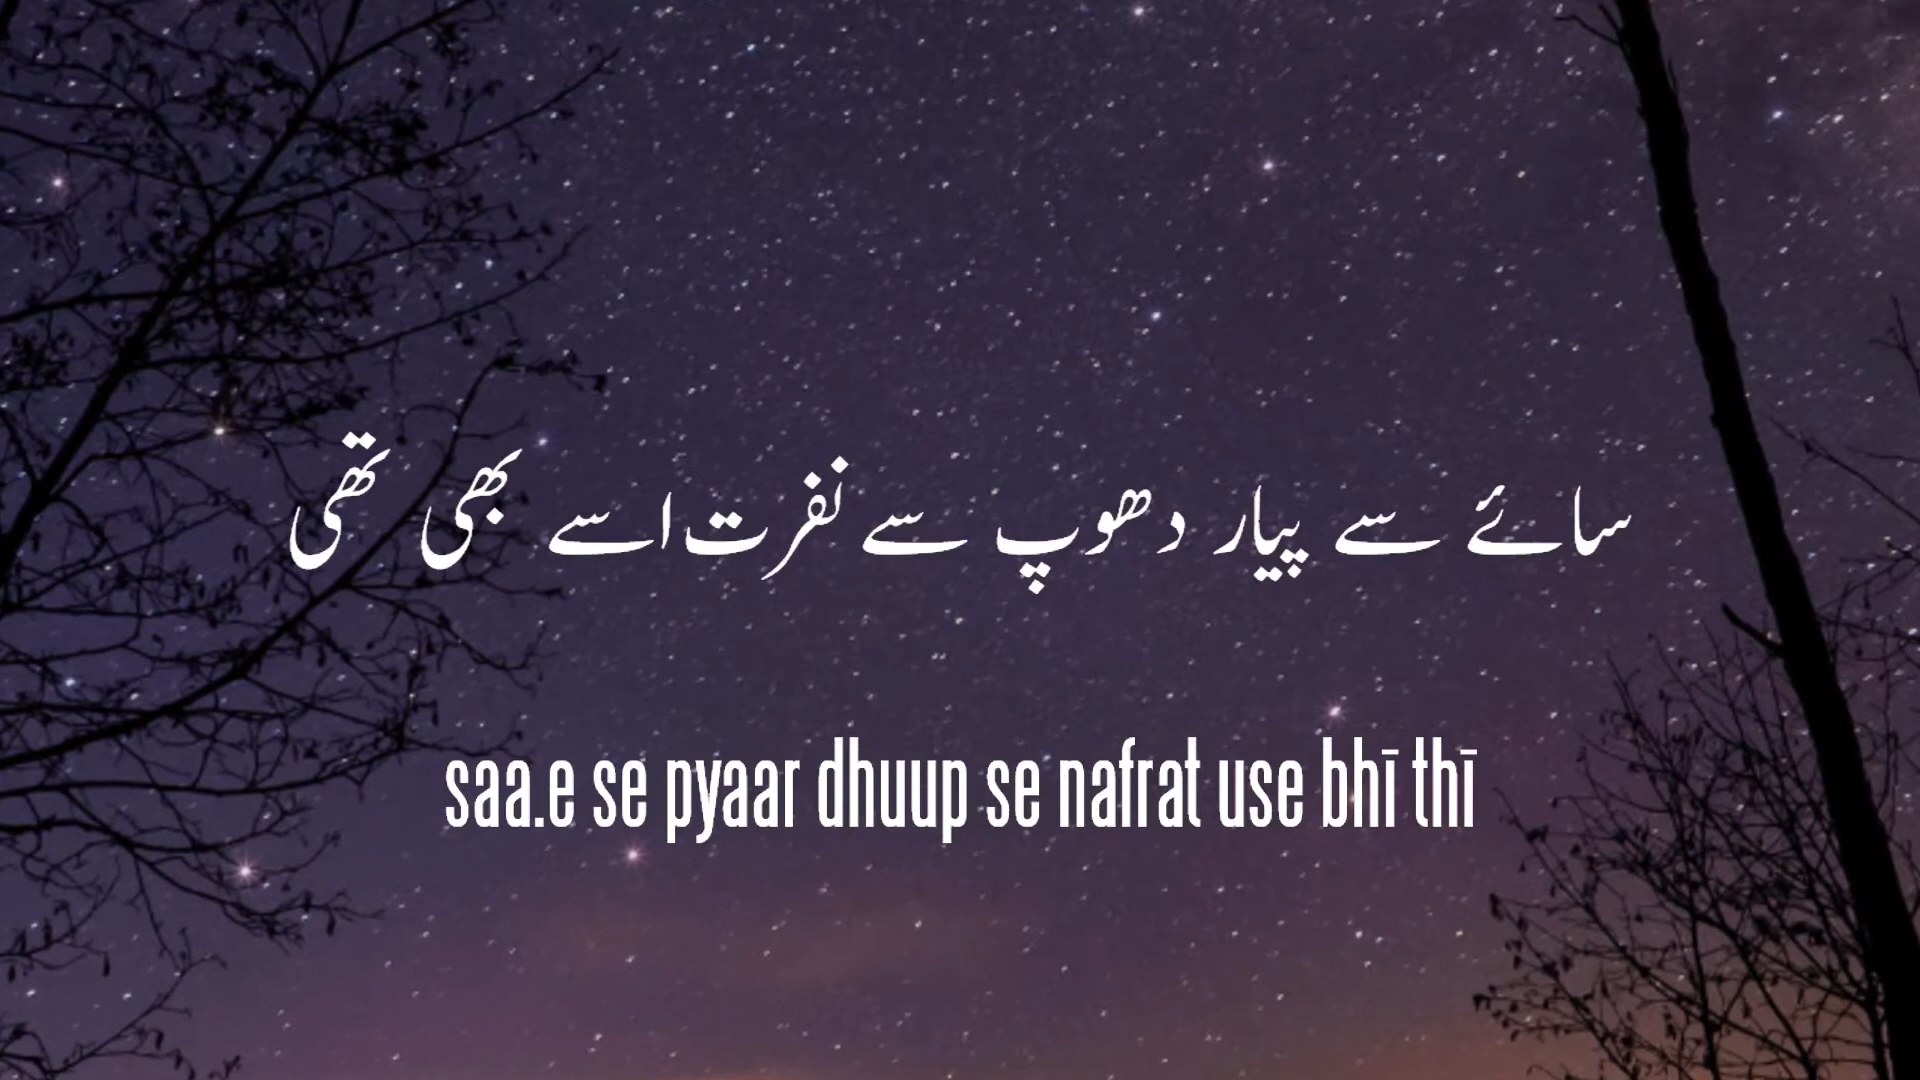 سائے سے پیار دھوپ سے نفرت اسے بھی تھی
saa.e se pyaar dhuup se nafrat use bhī thī